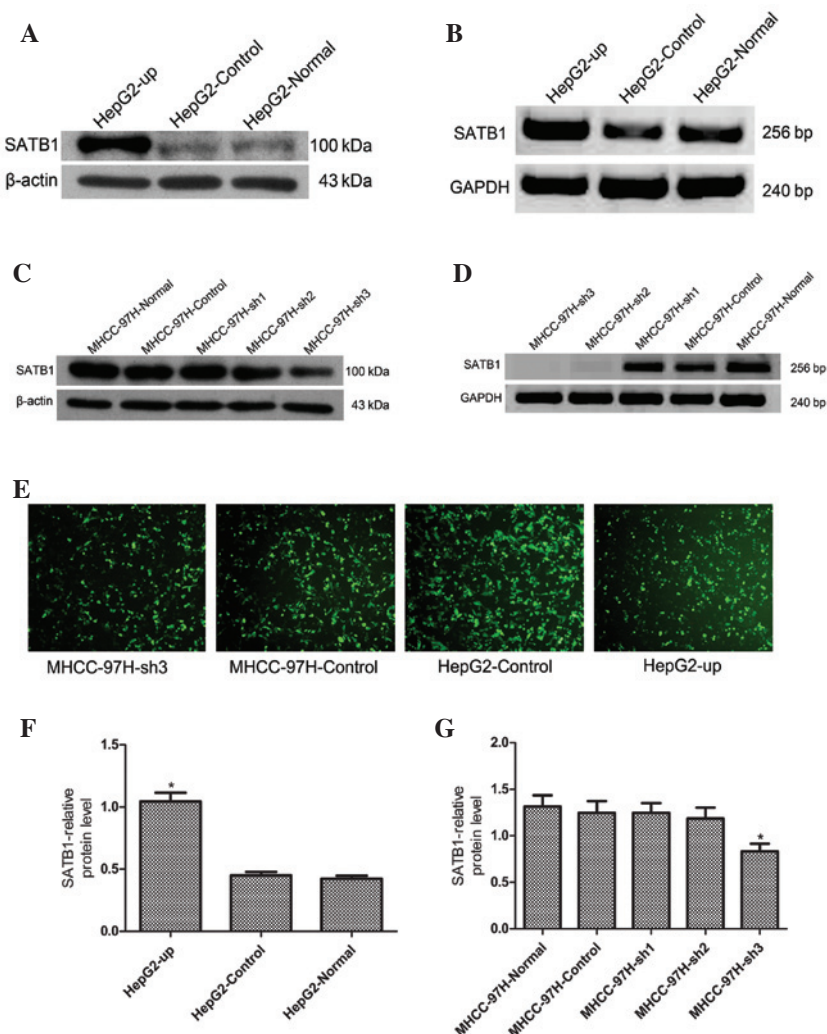 A
HepG2-up
HepG2-Control
HepG2-Normal
SATB1
100 kDa
β-actin
43 kDa
B
HepG2-up
HepG2-Control
HepG2-Normal
SATB1
256 bp
GAPDH
240 bp
C
MHCC-97H-Normal
MHCC-97H-Control
MHCC-97H-sh1
MHCC-97H-sh2
MHCC-97H-sh3
SATB1
100 kDa
β-actin
43 kDa
D
MHCC-97H-sh3
MHCC-97H-sh2
MHCC-97H-sh1
MHCC-97H-Control
MHCC-97H-Normal
SATB1
256 bp
GAPDH
240 bp
E
MHCC-97H-sh3
MHCC-97H-Control
HepG2-Control
HepG2-up
F
SATB1-relative
protein level
1.5
1.0
0.5
0.0
*
HepG2-up
HepG2-Control
HepG2-Normal
G
SATB1-relative
protein level
2.0
1.5
1.0
0.5
0.0
*
MHCC-97H-Normal
MHCC-97H-Control
MHCC-97H-sh1
MHCC-97H-sh2
MHCC-97H-sh3